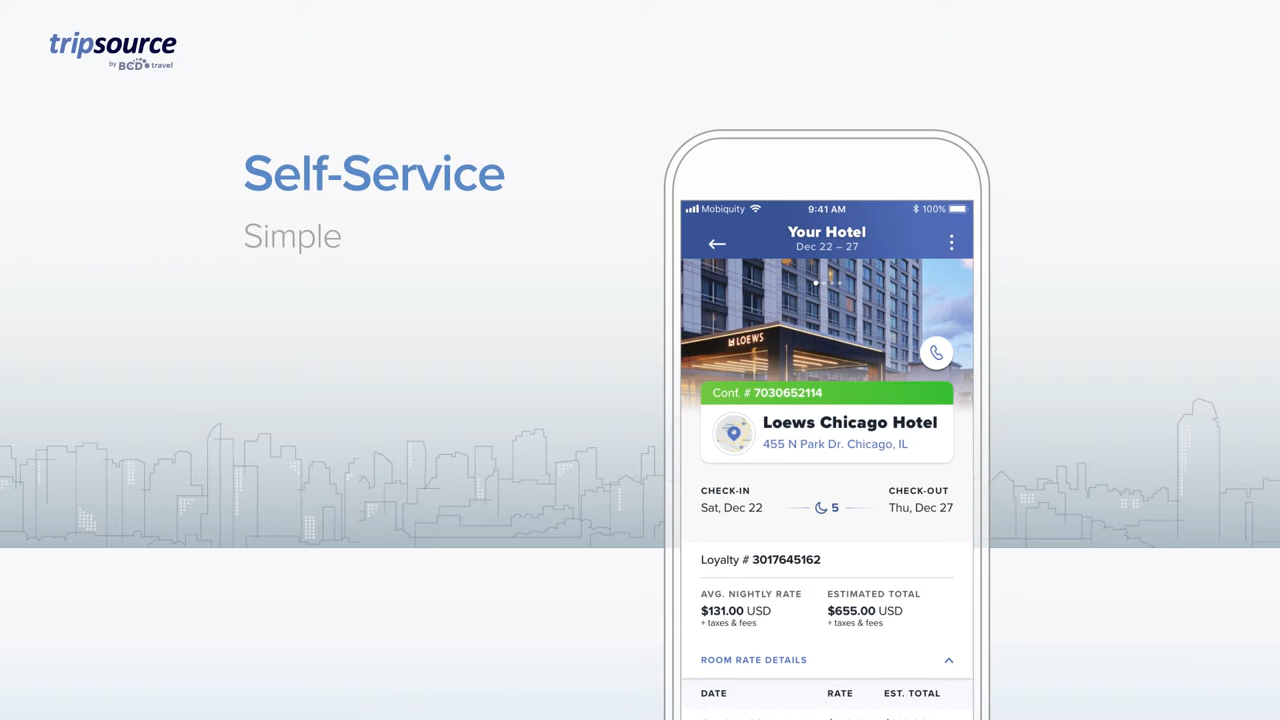 tripsource
by BCD travel
Self-Service
Simple
Mobiquity 9:41 AM 100%
Your Hotel
Dec 22 – 27
LOEWS
Conf. # 7030652114
Loews Chicago Hotel
455 N Park Dr. Chicago, IL
CHECK-IN CHECK-OUT
Sat, Dec 22 5 Thu, Dec 27
Loyalty # 3017645162
AVG. NIGHTLY RATE ESTIMATED TOTAL
$131.00 USD $655.00 USD
+ taxes & fees + taxes & fees
ROOM RATE DETAILS
DATE RATE EST. TOTAL